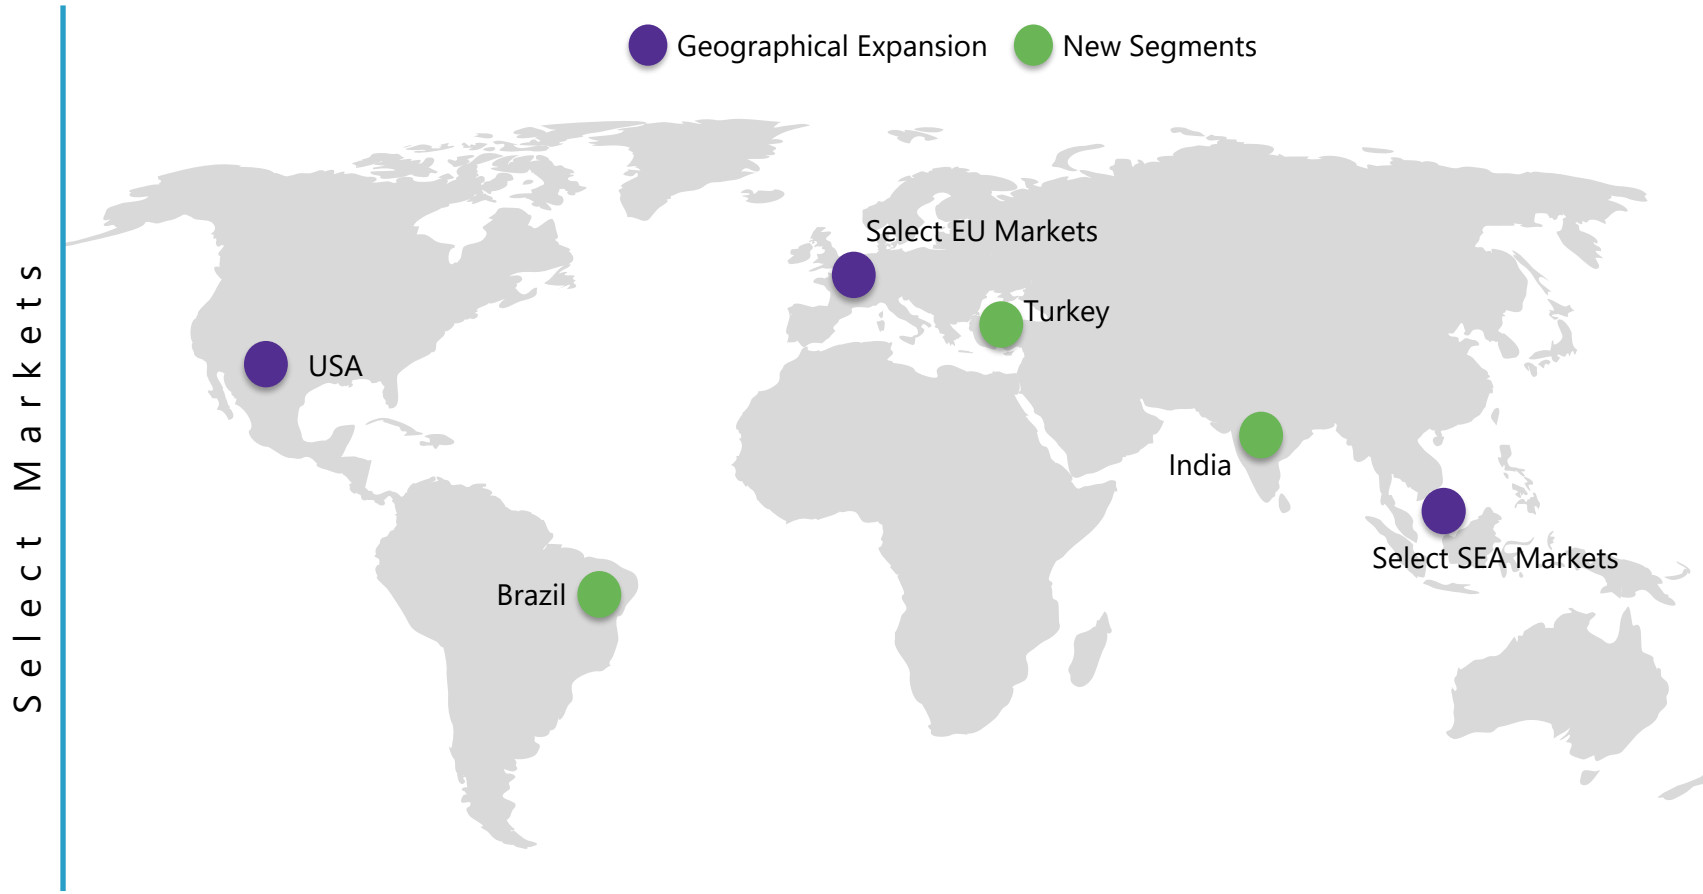 Geographical Expansion
New Segments
Select Markets
Select EU Markets
Turkey
USA
India
Select SEA Markets
Brazil